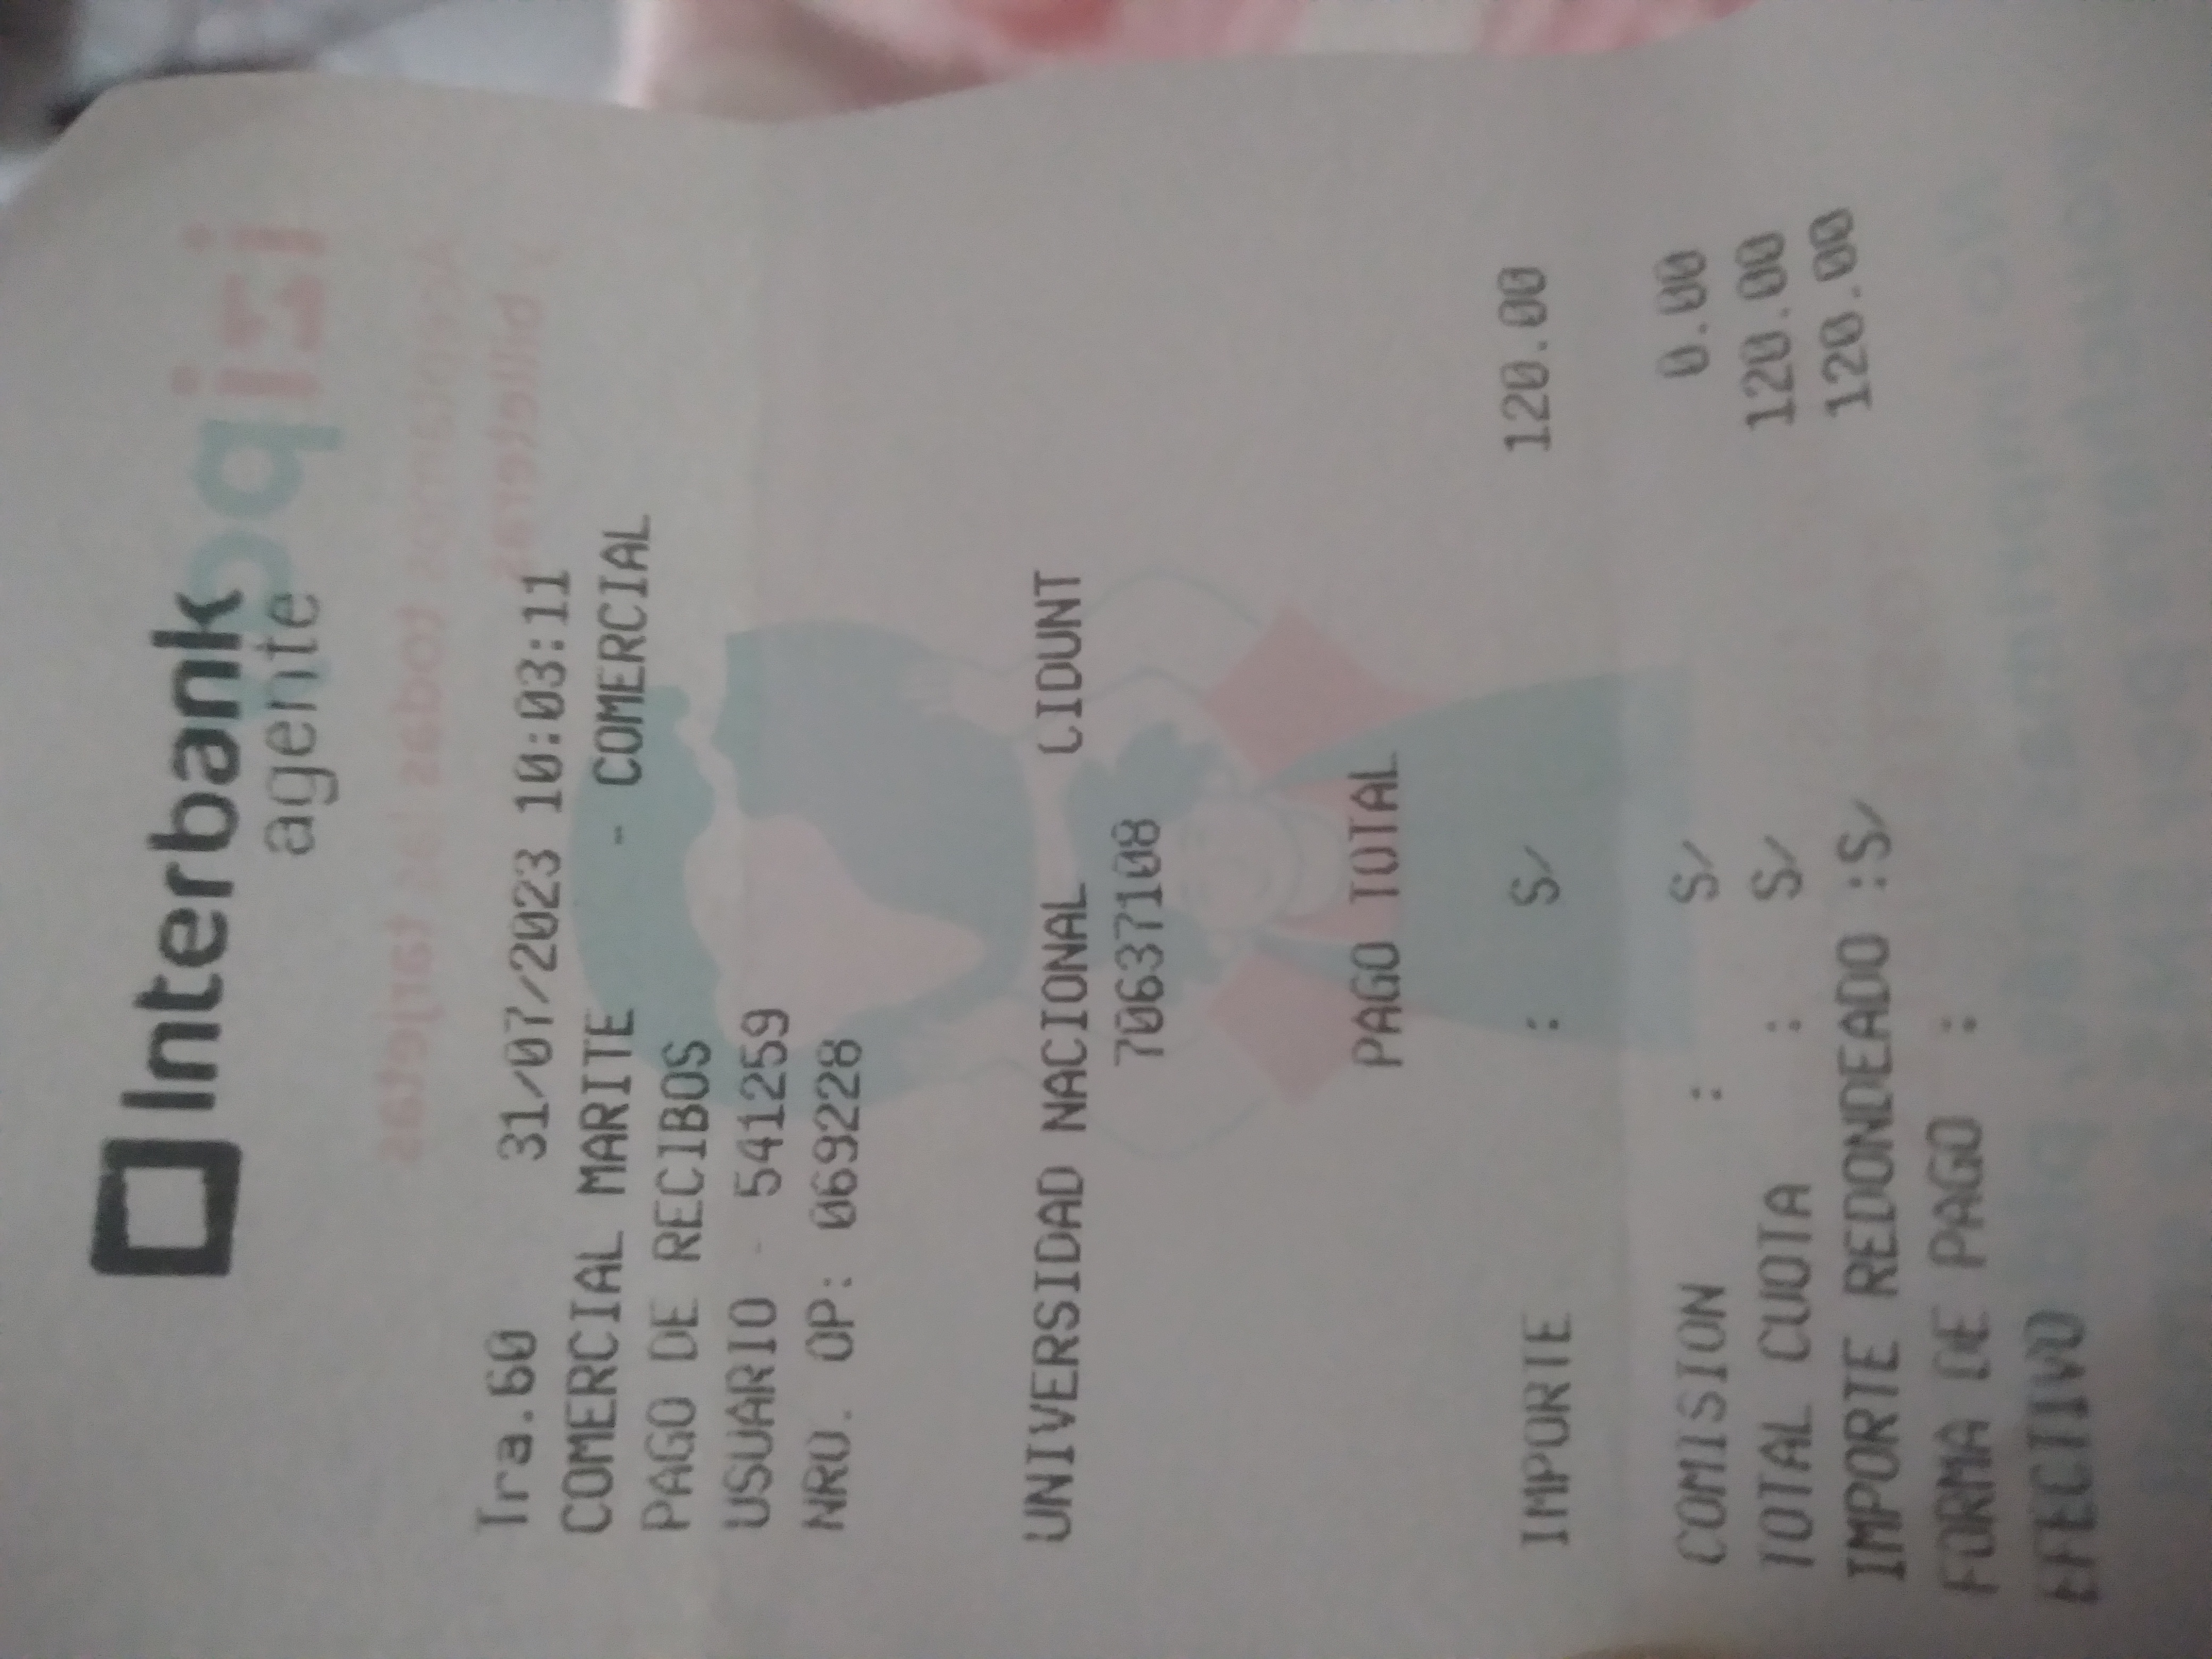 Interbank
agente
Tra.60 31/07/2023 10:03:11
COMERCIAL MARITE - COMERCIAL
PAGO DE RECIBOS
USUARIO - 541259
NRO. OP: 069228
UNIVERSIDAD NACIONAL CIDUNT
70637108
PAGO TOTAL
IMPORTE : S/ 120.00
COMISION : S/ 0.00
TOTAL CUOTA : S/ 120.00
IMPORTE REDONDEADO :S/ 120.00
FORMA DE PAGO :
EFECTIVO